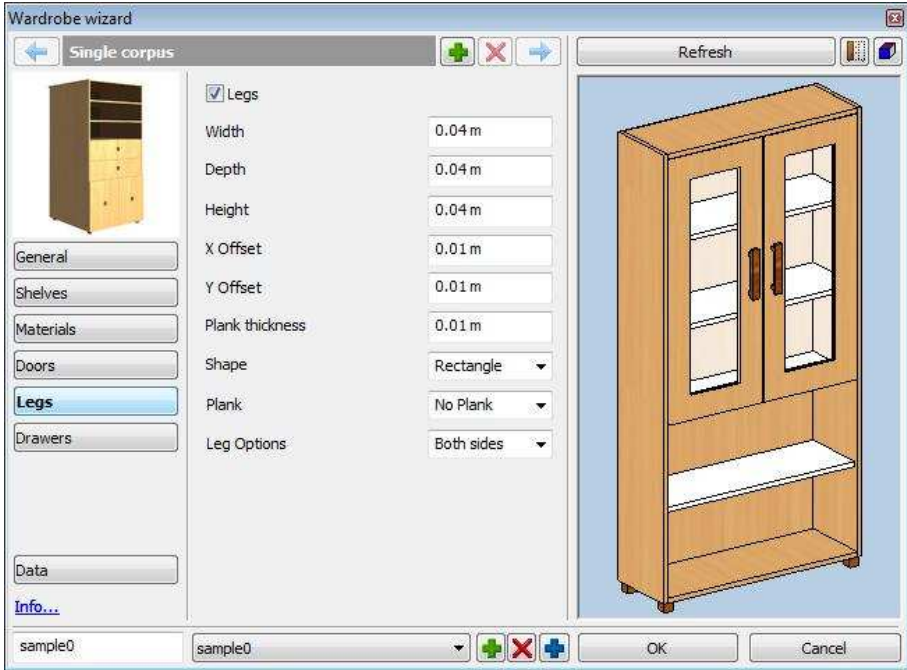 Wardrobe wizard
Single corpus
Refresh
Legs
Width 0.04 m
Depth 0.04 m
Height 0.04 m
X Offset 0.01 m
Y Offset 0.01 m
Plank thickness 0.01 m
Shape Rectangle
Plank No Plank
Leg Options Both sides
General
Shelves
Materials
Doors
Legs
Drawers
Data
Info...
sample0 sample0 OK Cancel